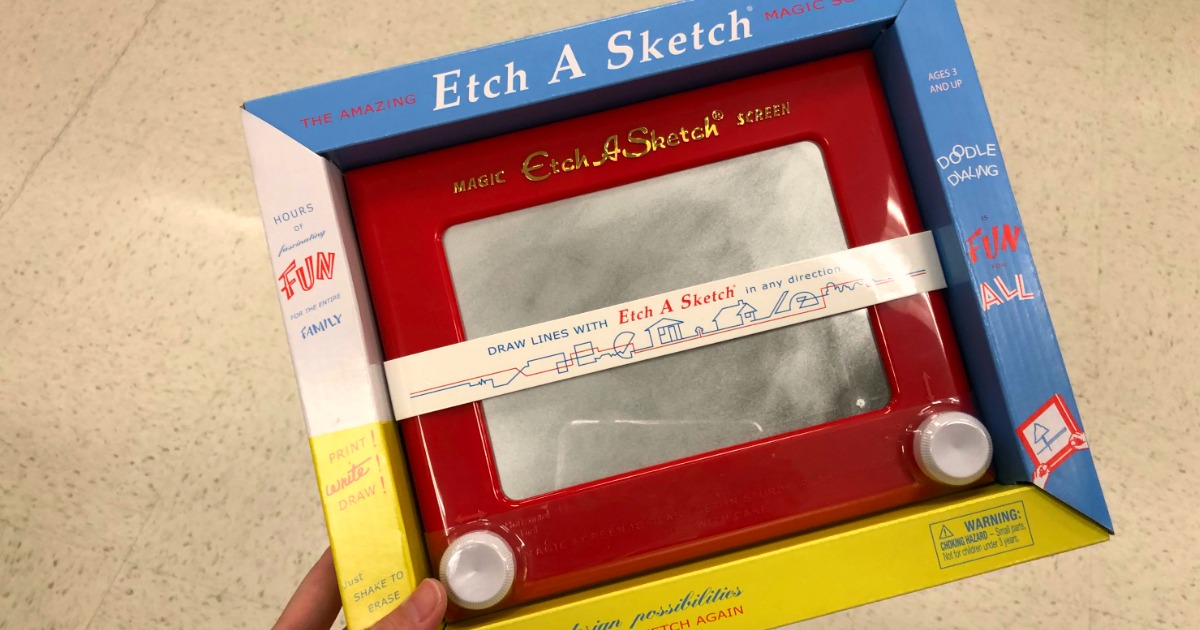 THE AMAZING Etch A Sketch® MAGIC
MAGIC Etch A Sketch® SCREEN
HOURS
OF
fascinating
FUN
FOR THE ENTIRE
FAMILY
PRINT!
write!
DRAW!
Just
SHAKE TO
ERASE
DRAW LINES WITH Etch A Sketch® in any direction
AGES 3
AND UP
DOODLE
DIALING
IS
FUN
FOR
ALL
WARNING:
CHOKING HAZARD – Small parts.
Not for children under 3 years.
possibilities
AGAIN